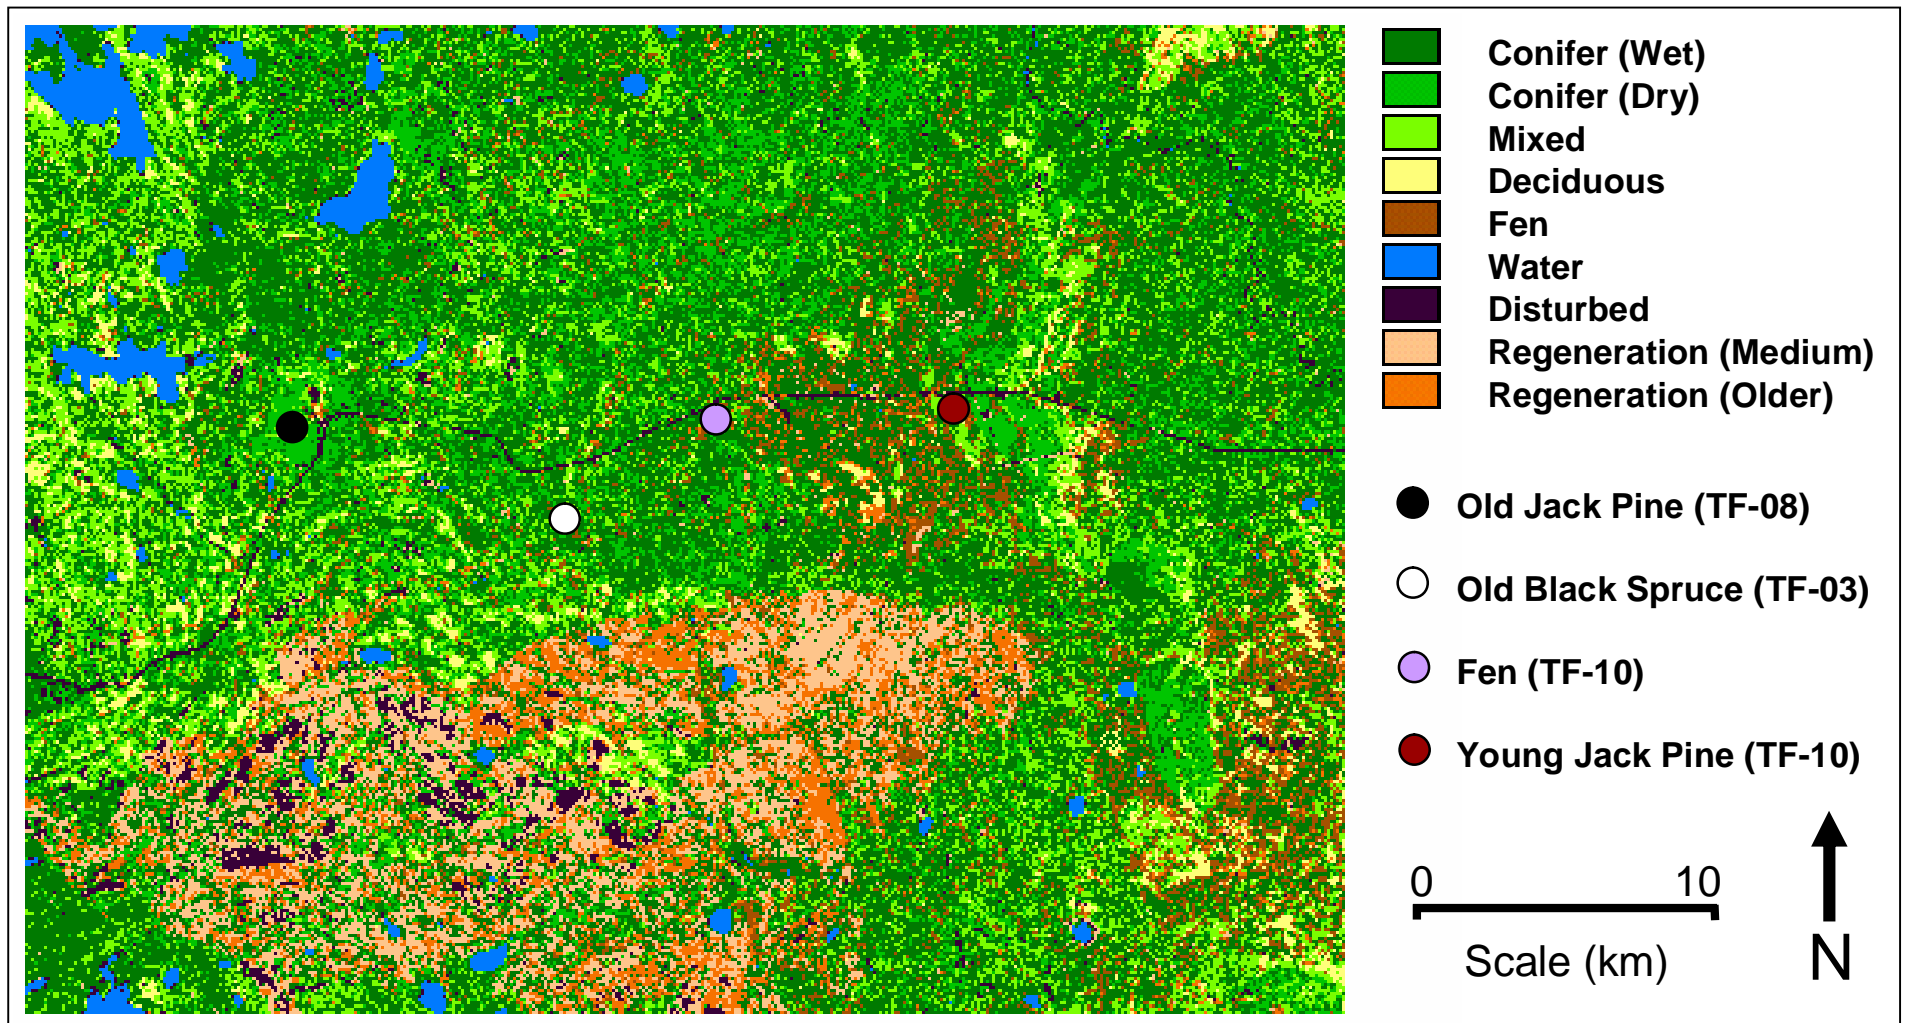 Conifer (Wet)
Conifer (Dry)
Mixed
Deciduous
Fen
Water
Disturbed
Regeneration (Medium)
Regeneration (Older)
Old Jack Pine (TF-08)
Old Black Spruce (TF-03)
Fen (TF-10)
Young Jack Pine (TF-10)
0 10
Scale (km)
N